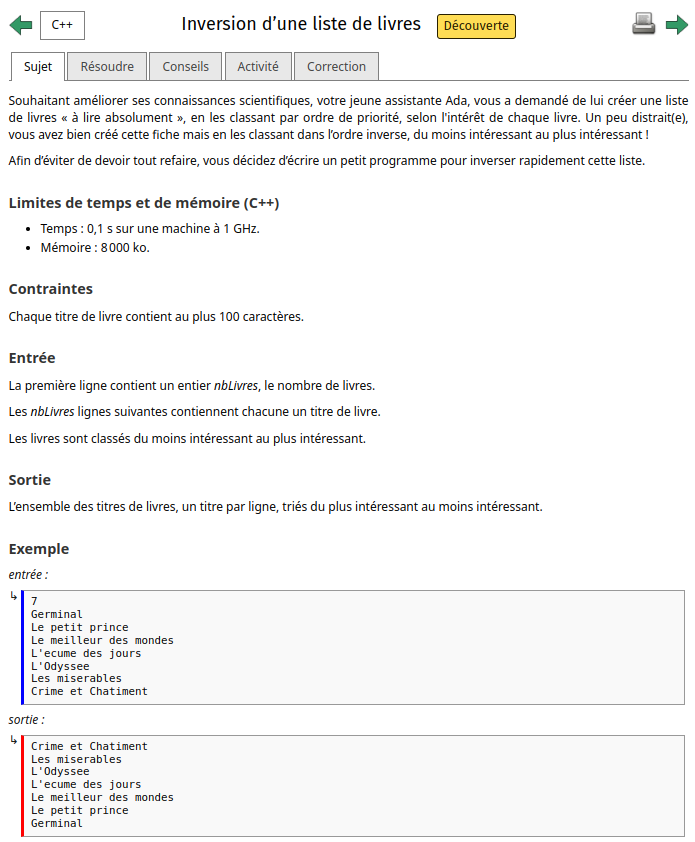 C++
Inversion d’une liste de livres
Découverte
Sujet
Résoudre
Conseils
Activité
Correction
Souhaitant améliorer ses connaissances scientifiques, votre jeune assistante Ada, vous a demandé de lui créer une liste
de livres « à lire absolument », en les classant par ordre de priorité, selon l'intérêt de chaque livre. Un peu distrait(e),
vous avez bien créé cette fiche mais en les classant dans l’ordre inverse, du moins intéressant au plus intéressant !
Afin d’éviter de devoir tout refaire, vous décidez d’écrire un petit programme pour inverser rapidement cette liste.
Limites de temps et de mémoire (C++)
• Temps : 0,1 s sur une machine à 1 GHz.
• Mémoire : 8 000 ko.
Contraintes
Chaque titre de livre contient au plus 100 caractères.
Entrée
La première ligne contient un entier nbLivres, le nombre de livres.
Les nbLivres lignes suivantes contiennent chacune un titre de livre.
Les livres sont classés du moins intéressant au plus intéressant.
Sortie
L’ensemble des titres de livres, un titre par ligne, triés du plus intéressant au moins intéressant.
Exemple
entrée :
7
Germinal
Le petit prince
Le meilleur des mondes
L'ecume des jours
L'Odyssee
Les miserables
Crime et Chatiment
sortie :
Crime et Chatiment
Les miserables
L'Odyssee
L'ecume des jours
Le meilleur des mondes
Le petit prince
Germinal